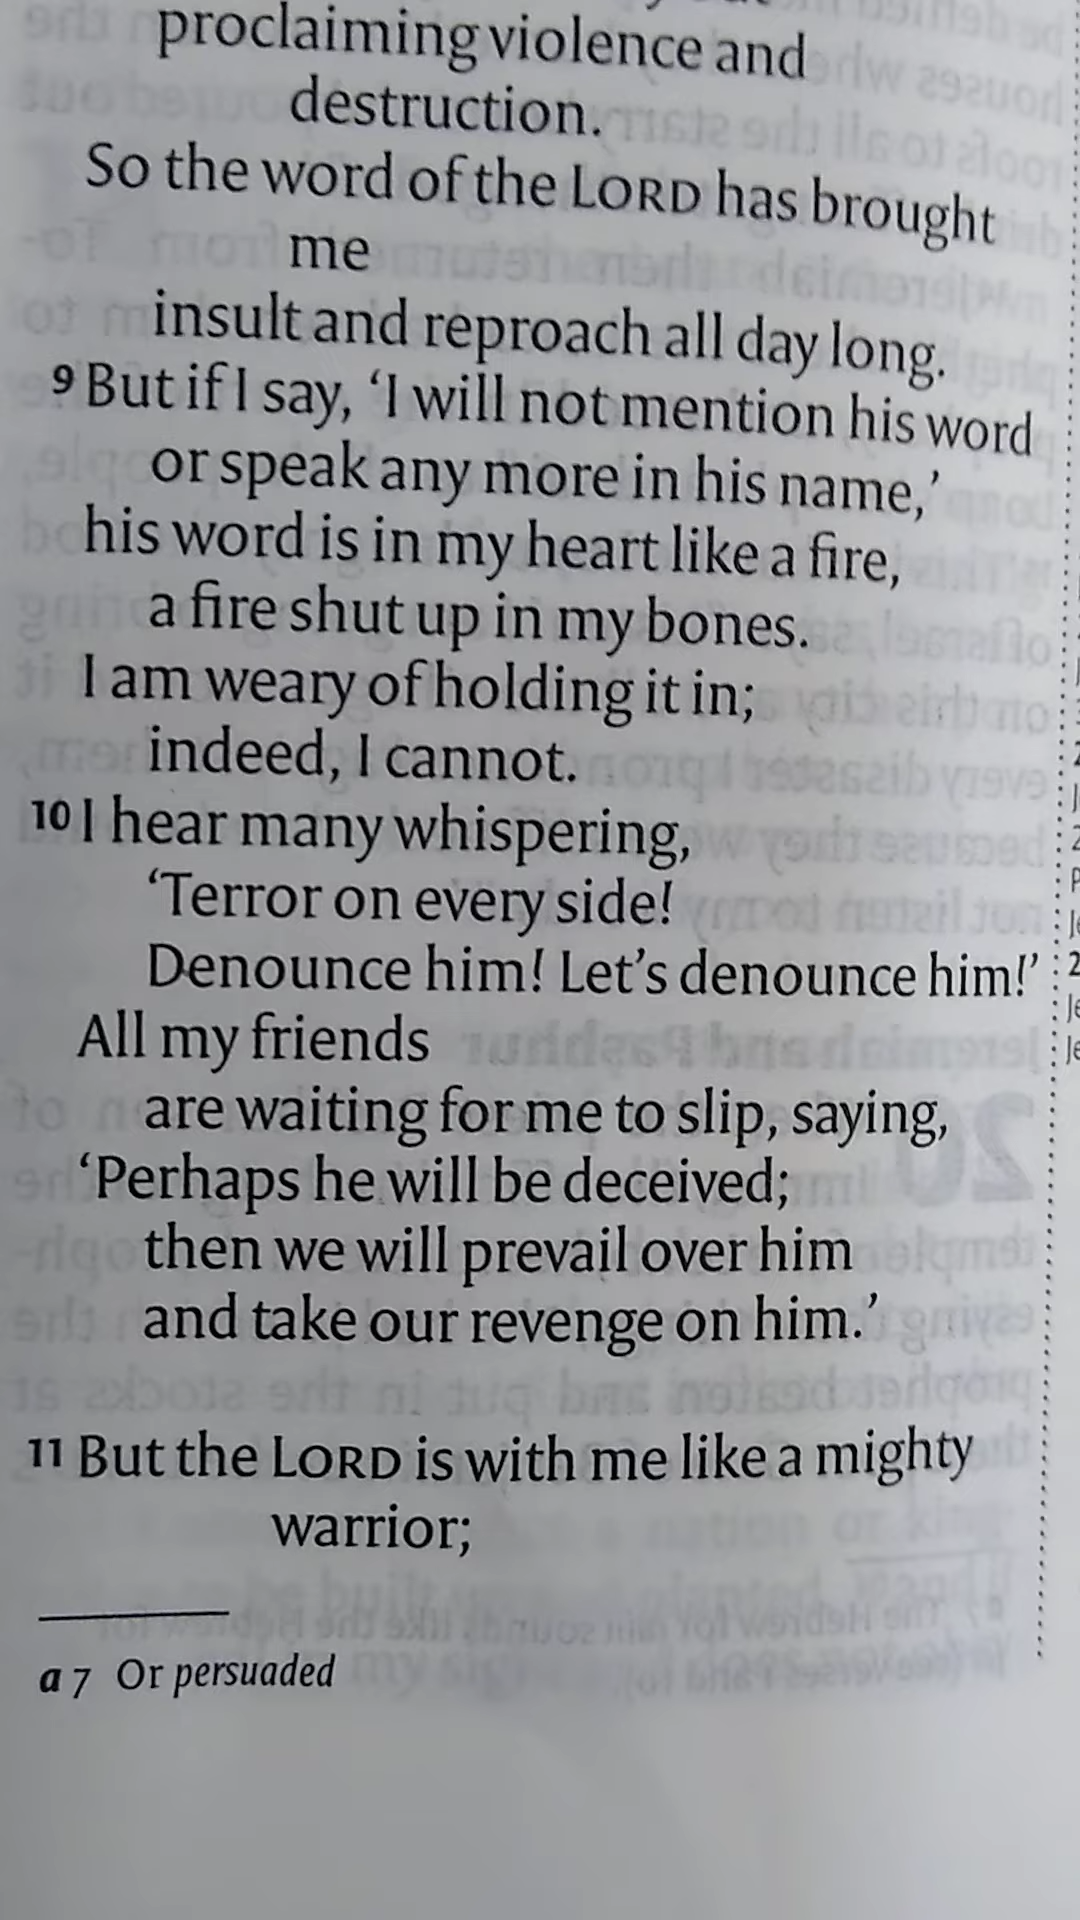 proclaiming violence and
destruction.
So the word of the LORD has brought
me
insult and reproach all day long.
9 But if I say, ‘I will not mention his word
or speak any more in his name,’
his word is in my heart like a fire,
a fire shut up in my bones.
I am weary of holding it in;
indeed, I cannot.
10 I hear many whispering,
‘Terror on every side!
Denounce him! Let’s denounce him!’
All my friends
are waiting for me to slip, saying,
‘Perhaps he will be deceived;
then we will prevail over him
and take our revenge on him.’
11 But the LORD is with me like a mighty
warrior;
a 7 Or persuaded